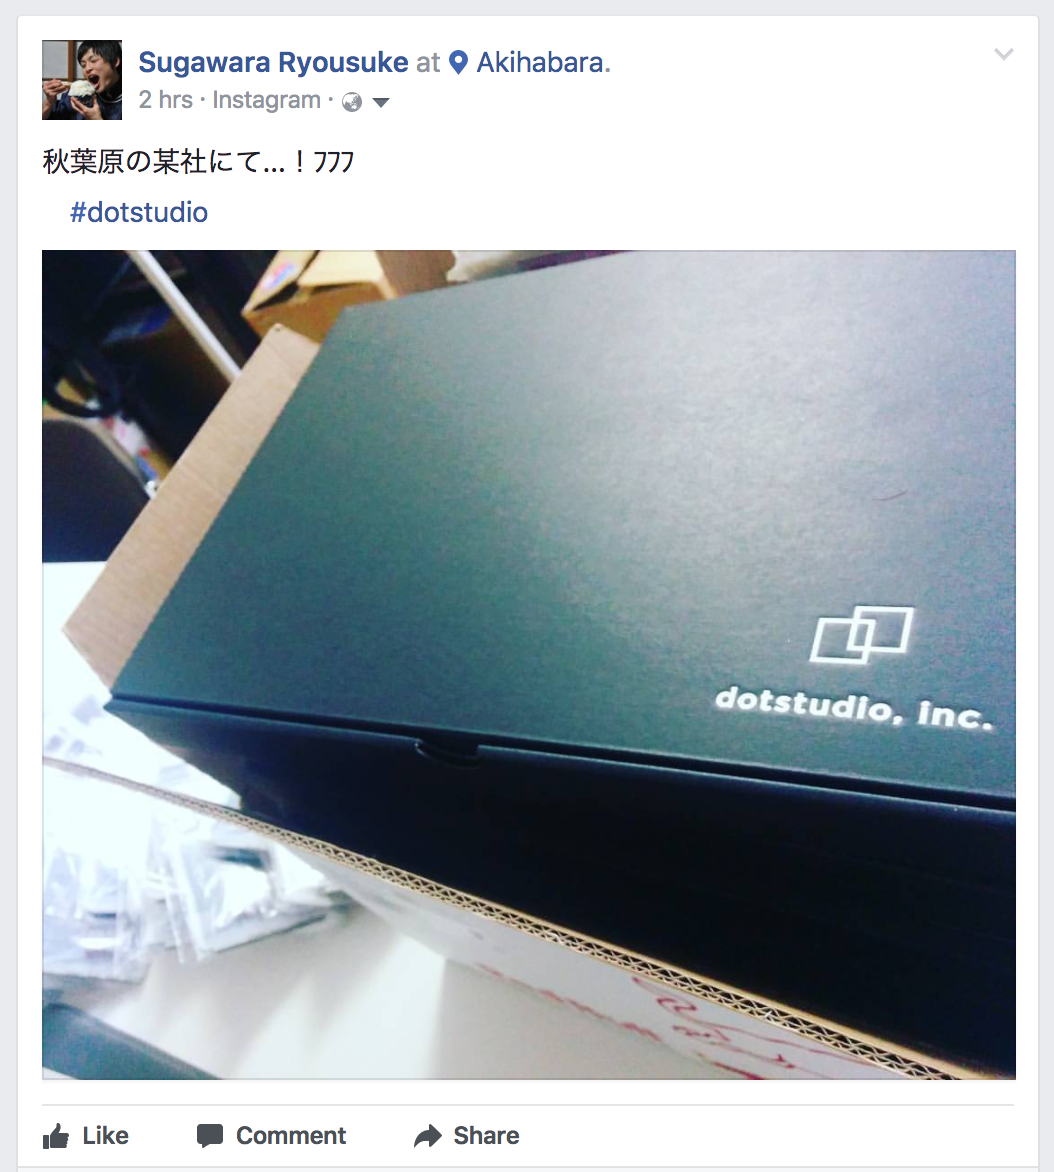 Sugawara Ryousuke at Akihabara.
2 hrs · Instagram ·
秋葉原の某社にて...！ﾌﾌﾌ
#dotstudio
dotstudio, inc.
Like Comment Share